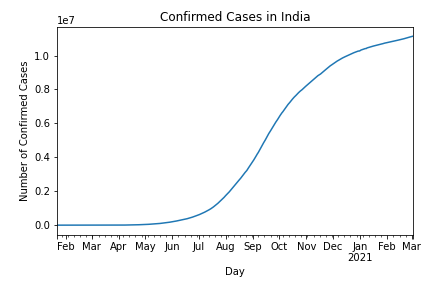 Confirmed Cases in India
1e7
1.0
0.8
0.6
0.4
0.2
0.0
Number of Confirmed Cases
Feb Mar Apr May Jun Jul Aug Sep Oct Nov Dec Jan Feb Mar
2021
Day